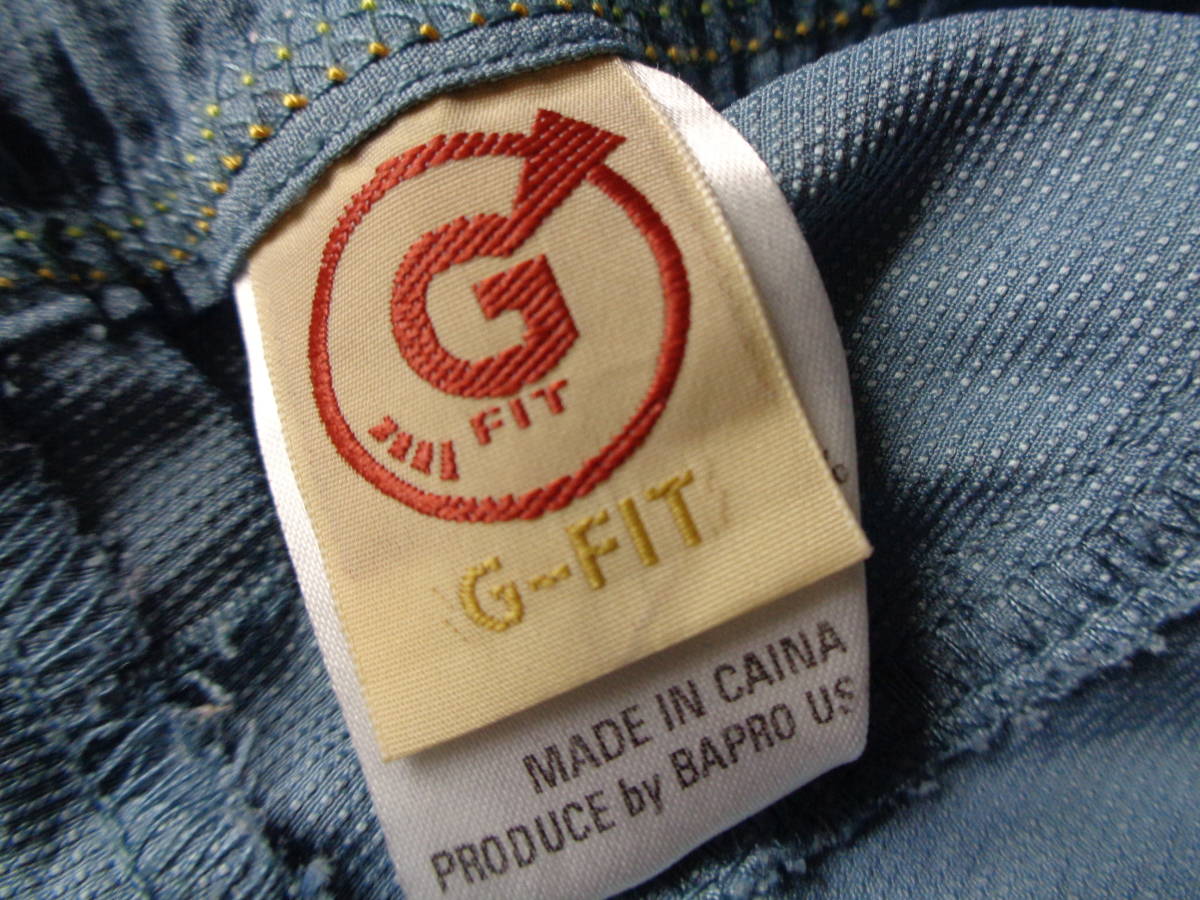 G
FIT
G-FIT
%
MADE IN CAINA
PRODUCE by BAPRO US